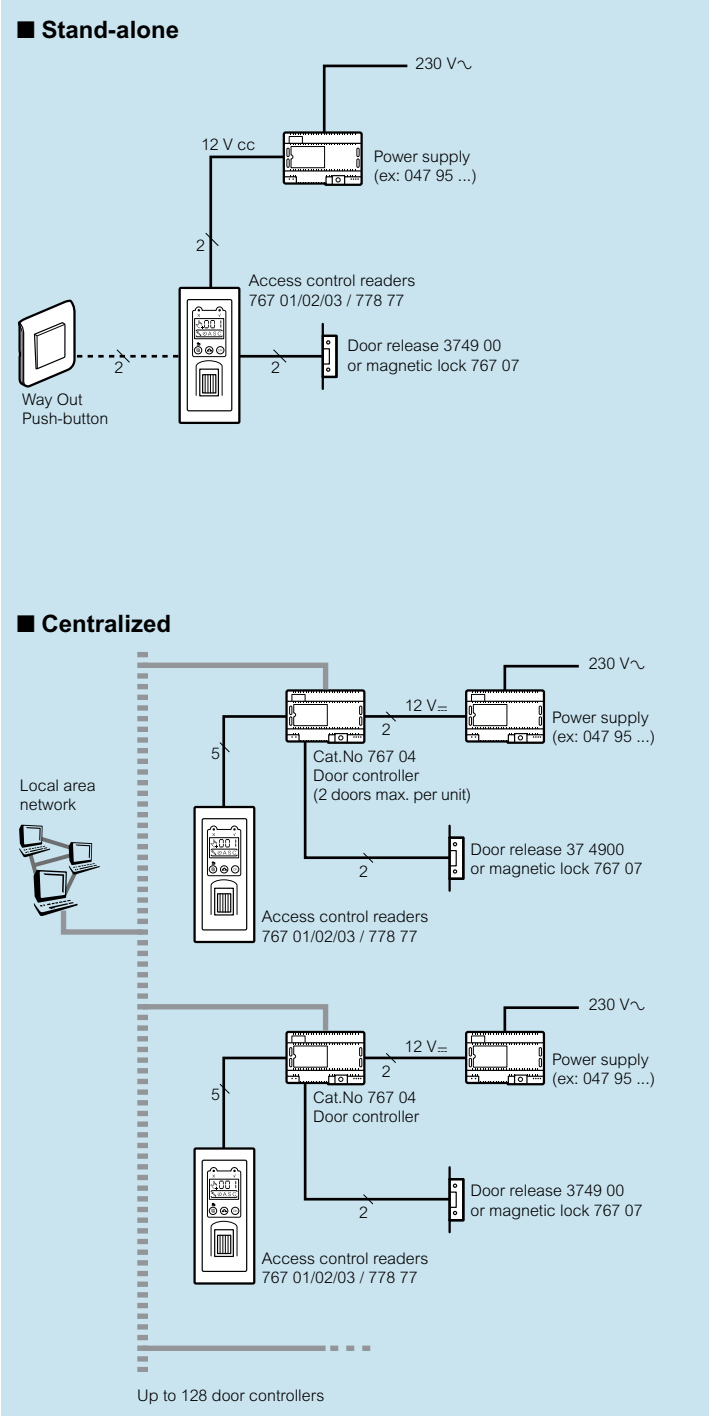 ■ Stand-alone
230 V∿
12 V cc
Power supply
(ex: 047 95 ...)
2
Access control readers
767 01/02/03 / 778 77
Door release 3749 00
or magnetic lock 767 07
2
2
Way Out
Push-button
■ Centralized
230 V∿
12 V⎓
2
Power supply
(ex: 047 95 ...)
5
Cat.No 767 04
Door controller
(2 doors max. per unit)
Local area
network
Door release 37 4900
or magnetic lock 767 07
2
Access control readers
767 01/02/03 / 778 77
230 V∿
12 V⎓
2
Power supply
(ex: 047 95 ...)
5
Cat.No 767 04
Door controller
Door release 3749 00
or magnetic lock 767 07
2
Access control readers
767 01/02/03 / 778 77
Up to 128 door controllers